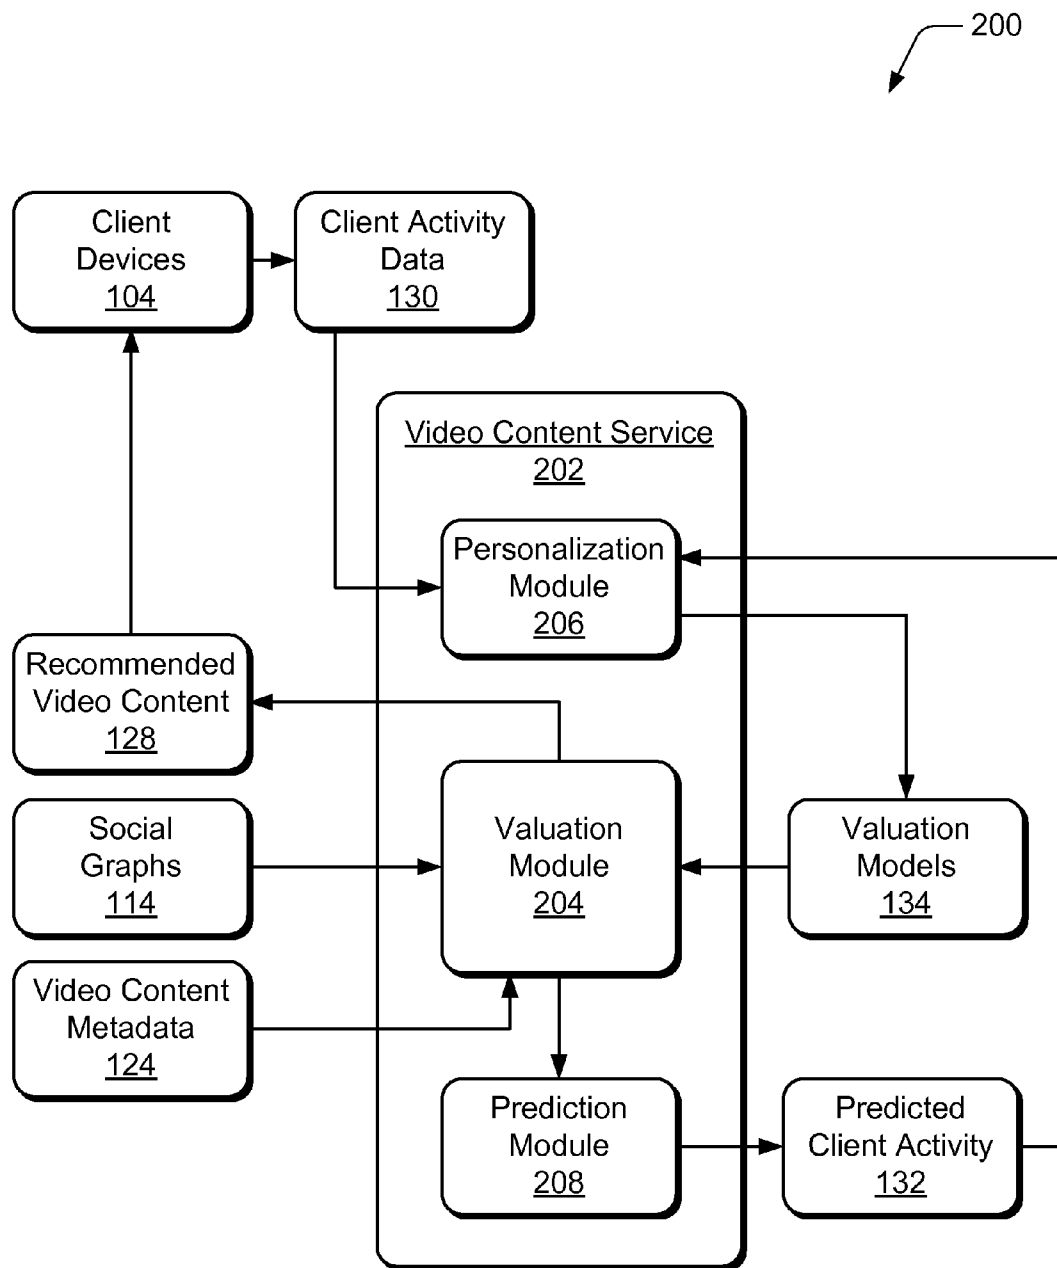 200
Client
Devices
104
Client Activity
Data
130
Video Content Service
202
Personalization
Module
206
Recommended
Video Content
128
Social
Graphs
114
Valuation
Module
204
Valuation
Models
134
Video Content
Metadata
124
Prediction
Module
208
Predicted
Client Activity
132